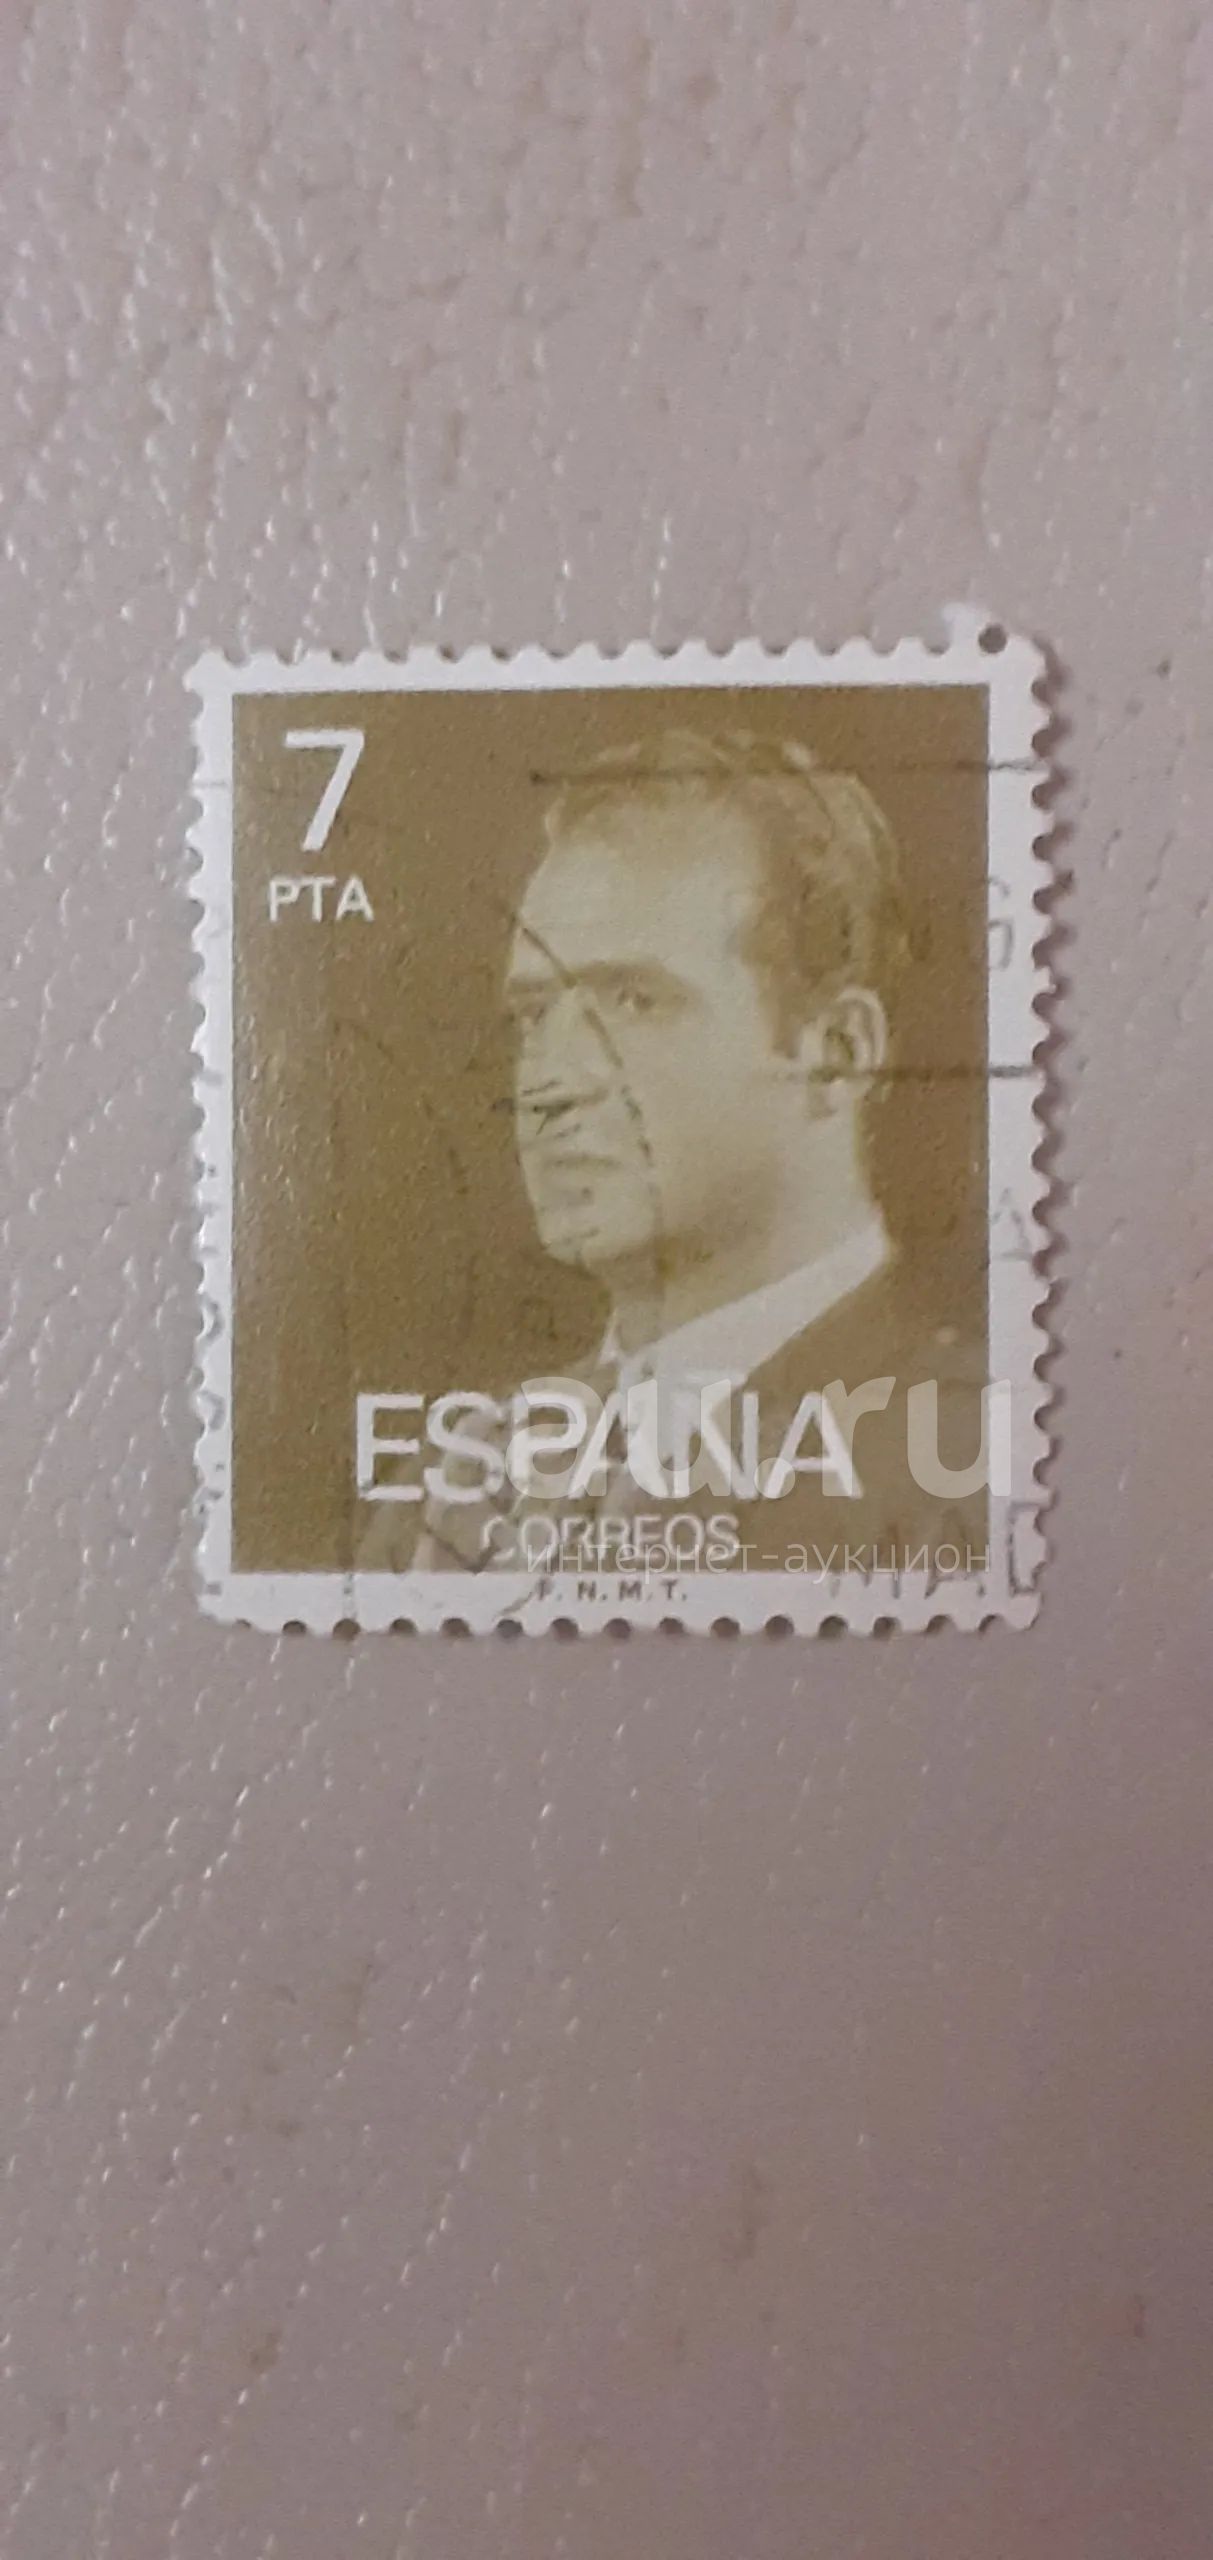 7
PTA
ESPAÑA
au.ru
CORREOS
интернет-аукцион
F. N. M. T.